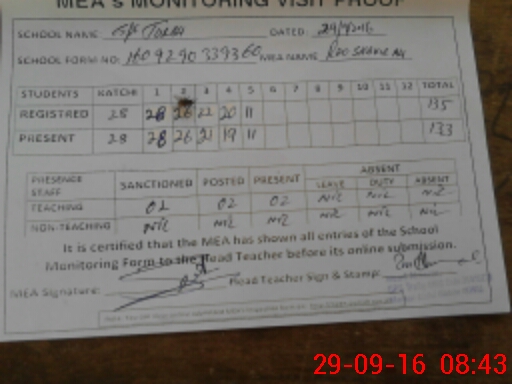 MEA's MONITORING VISIT PROOF
SCHOOL NAME DATED: 29/
SCHOOL FORM NO: MEA NAME
STUDENTS KATCHI 1 2 3 4 5 6 7 8 9 10 11 12 TOTAL
REGISTRED 28 28 26 22 20 11 135
PRESENT 28 28 26 21 19 11 133
PRESENCE STAFF SANCTIONED POSTED PRESENT ABSENT
LEAVE DUTY ABSENT
TEACHING 02 02 02 Nil Nil Nil
NON-TEACHING Nil Nil Nil Nil Nil Nil
It is certified that the MEA has shown all entries of the School
Monitoring Form to the Head Teacher before its online submission.
MEA Signature: Head Teacher Sign & Stamp:
29-09-16 08:43